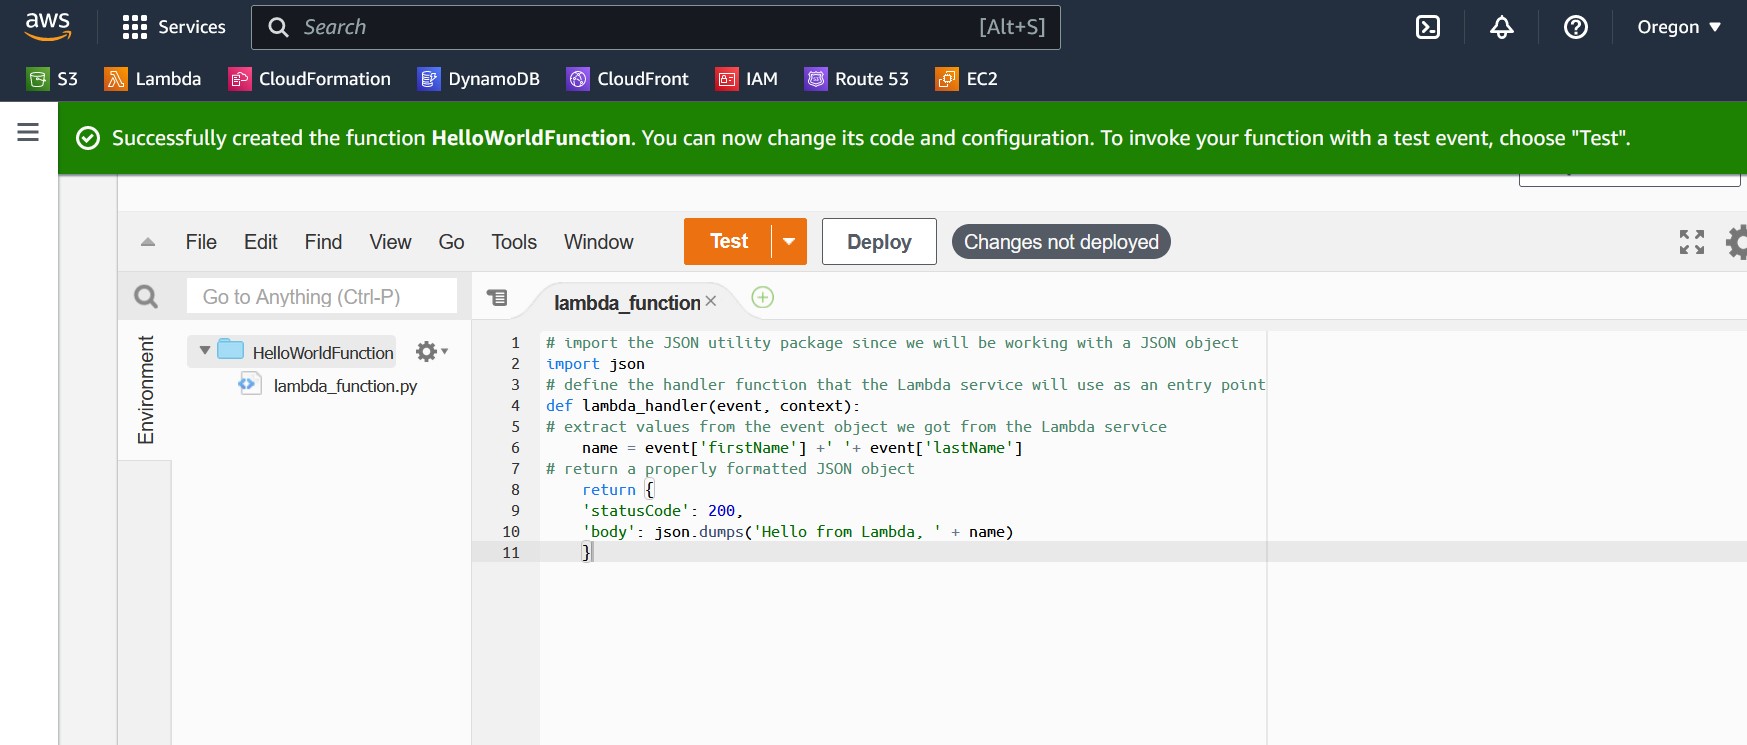 aws Services Search [Alt+S] Oregon
S3 Lambda CloudFormation DynamoDB CloudFront IAM Route 53 EC2
Successfully created the function HelloWorldFunction. You can now change its code and configuration. To invoke your function with a test event, choose "Test".
File Edit Find View Go Tools Window Test Deploy Changes not deployed
Go to Anything (Ctrl-P) lambda_function
Environment
HelloWorldFunction
lambda_function.py
1 # import the JSON utility package since we will be working with a JSON object
2 import json
3 # define the handler function that the Lambda service will use as an entry point
4 def lambda_handler(event, context):
5 # extract values from the event object we got from the Lambda service
6     name = event['firstName'] +' '+ event['lastName']
7 # return a properly formatted JSON object
8     return {
9     'statusCode': 200,
10     'body': json.dumps('Hello from Lambda, ' + name)
11     }